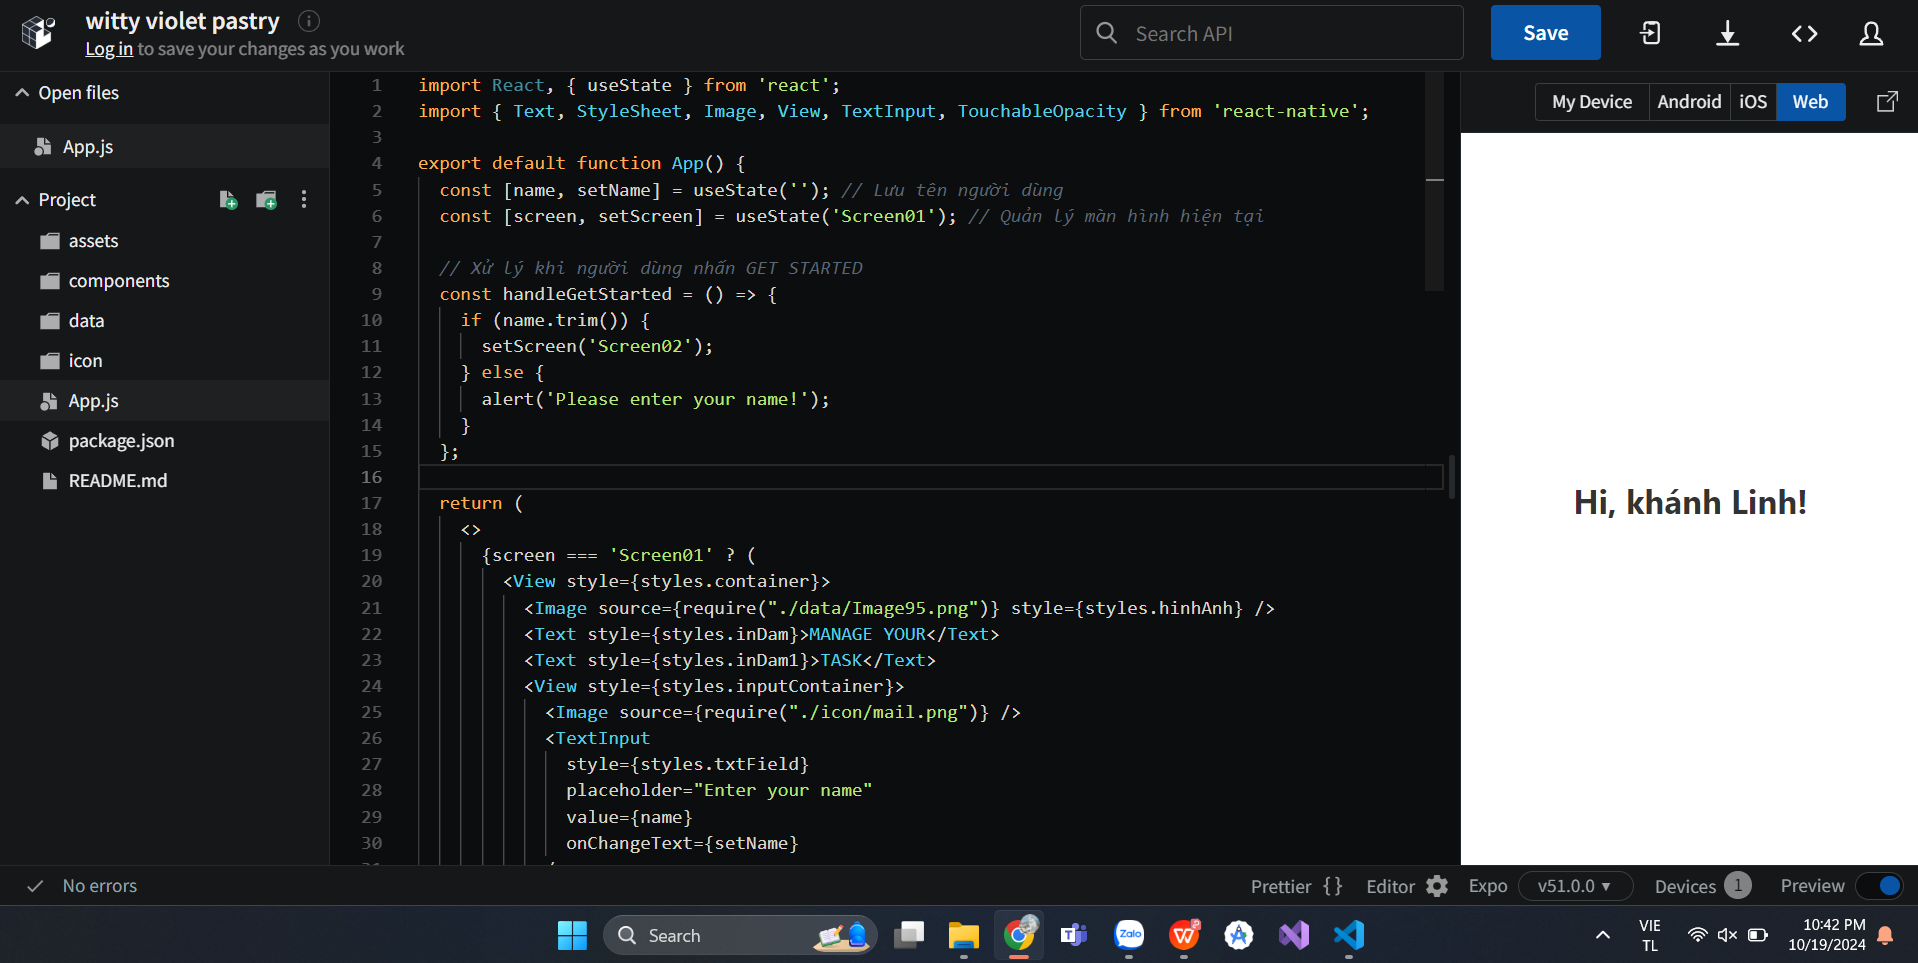 witty violet pastry
Log in to save your changes as you work
Search API
Save
Open files
App.js
Project
assets
components
data
icon
App.js
package.json
README.md
1 import React, { useState } from 'react';
2 import { Text, StyleSheet, Image, View, TextInput, TouchableOpacity } from 'react-native';
3
4 export default function App() {
5 const [name, setName] = useState(''); // Lưu tên người dùng
6 const [screen, setScreen] = useState('Screen01'); // Quản lý màn hình hiện tại
7
8 // Xử lý khi người dùng nhấn GET STARTED
9 const handleGetStarted = () => {
10 if (name.trim()) {
11 setScreen('Screen02');
12 } else {
13 alert('Please enter your name!');
14 }
15 };
16
17 return (
18 <>
19 {screen === 'Screen01' ? (
20 <View style={styles.container}>
21 <Image source={require("./data/Image95.png")} style={styles.hinhAnh} />
22 <Text style={styles.inDam}>MANAGE YOUR</Text>
23 <Text style={styles.inDam1}>TASK</Text>
24 <View style={styles.inputContainer}>
25 <Image source={require("./icon/mail.png")} />
26 <TextInput
27 style={styles.txtField}
28 placeholder="Enter your name"
29 value={name}
30 onChangeText={setName}
My Device Android iOS Web
Hi, khánh Linh!
No errors
Prettier {} Editor Expo v51.0.0 Devices 1 Preview
Search
Zalo
VIE
TL
10:42 PM
10/19/2024